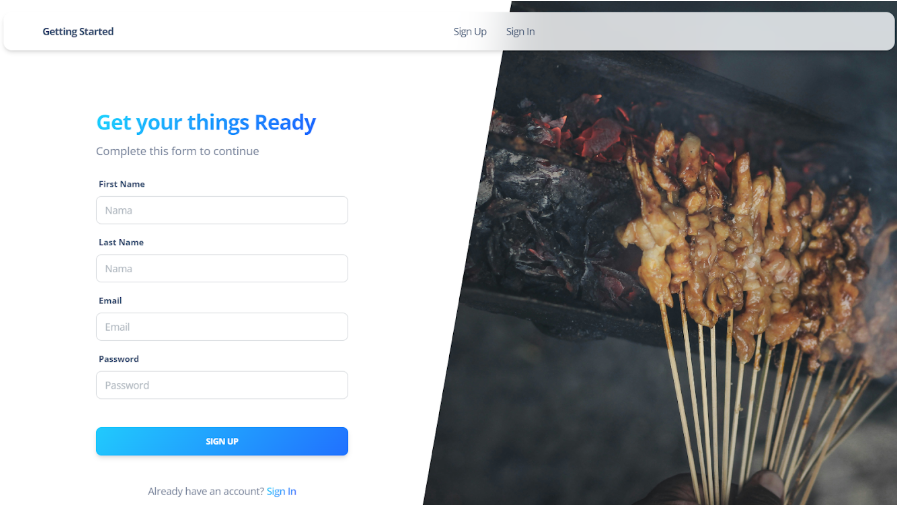 Getting Started
Sign Up Sign In
Get your things Ready
Complete this form to continue
First Name
Nama
Last Name
Nama
Email
Email
Password
Password
SIGN UP
Already have an account? Sign In